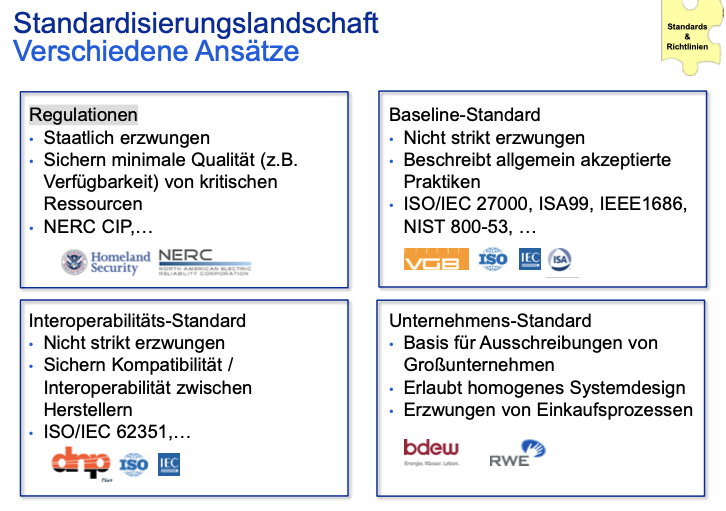 Standardisierungslandschaft
Verschiedene Ansätze
Standards
&
Richtlinien
Regulationen
• Staatlich erzwungen
• Sichern minimale Qualität (z.B.
Verfügbarkeit) von kritischen
Ressourcen
• NERC CIP,…
Homeland
Security
NERC
NORTH AMERICAN ELECTRIC
RELIABILITY CORPORATION
Baseline-Standard
• Nicht strikt erzwungen
• Beschreibt allgemein akzeptierte
Praktiken
• ISO/IEC 27000, ISA99, IEEE1686,
NIST 800-53, …
VGB
ISO
IEC
ISA
Interoperabilitäts-Standard
• Nicht strikt erzwungen
• Sichern Kompatibilität /
Interoperabilität zwischen
Herstellern
• ISO/IEC 62351,…
dnp
ISO
IEC
Unternehmens-Standard
• Basis für Ausschreibungen von
Großunternehmen
• Erlaubt homogenes Systemdesign
• Erzwungen von Einkaufsprozessen
bdew
Energie. Wasser. Leben.
RWE